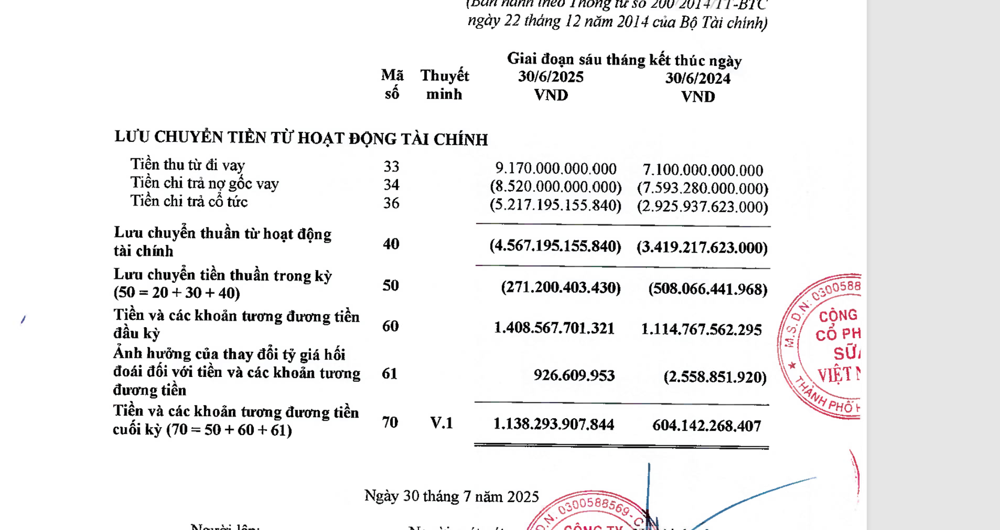 (Ban hành theo Thông tư số 200/2014/TT-BTC
ngày 22 tháng 12 năm 2014 của Bộ Tài chính)
Giai đoạn sáu tháng kết thúc ngày
Mã số Thuyết minh 30/6/2025 VND 30/6/2024 VND
LƯU CHUYỂN TIỀN TỪ HOẠT ĐỘNG TÀI CHÍNH
Tiền thu từ đi vay 33 9.170.000.000.000 7.100.000.000.000
Tiền chi trả nợ gốc vay 34 (8.520.000.000.000) (7.593.280.000.000)
Tiền chi trả cổ tức 36 (5.217.195.155.840) (2.925.937.623.000)
Lưu chuyển thuần từ hoạt động
tài chính 40 (4.567.195.155.840) (3.419.217.623.000)
Lưu chuyển tiền thuần trong kỳ
(50 = 20 + 30 + 40) 50 (271.200.403.430) (508.066.441.968)
Tiền và các khoản tương đương tiền
đầu kỳ 60 1.408.567.701.321 1.114.767.562.295
Ảnh hưởng của thay đổi tỷ giá hối
đoái đối với tiền và các khoản tương 61 926.609.953 (2.558.851.920)
đương tiền
Tiền và các khoản tương đương tiền
cuối kỳ (70 = 50 + 60 + 61) 70 V.1 1.138.293.907.844 604.142.268.407
M.S.D.N: 0300588
CÔNG
CỔ PH
SỮA
VIỆT N
★ THÀNH PHỐ H
Ngày 30 tháng 7 năm 2025
D.N. 0300588569-C
CÔNG TY
Người lập: